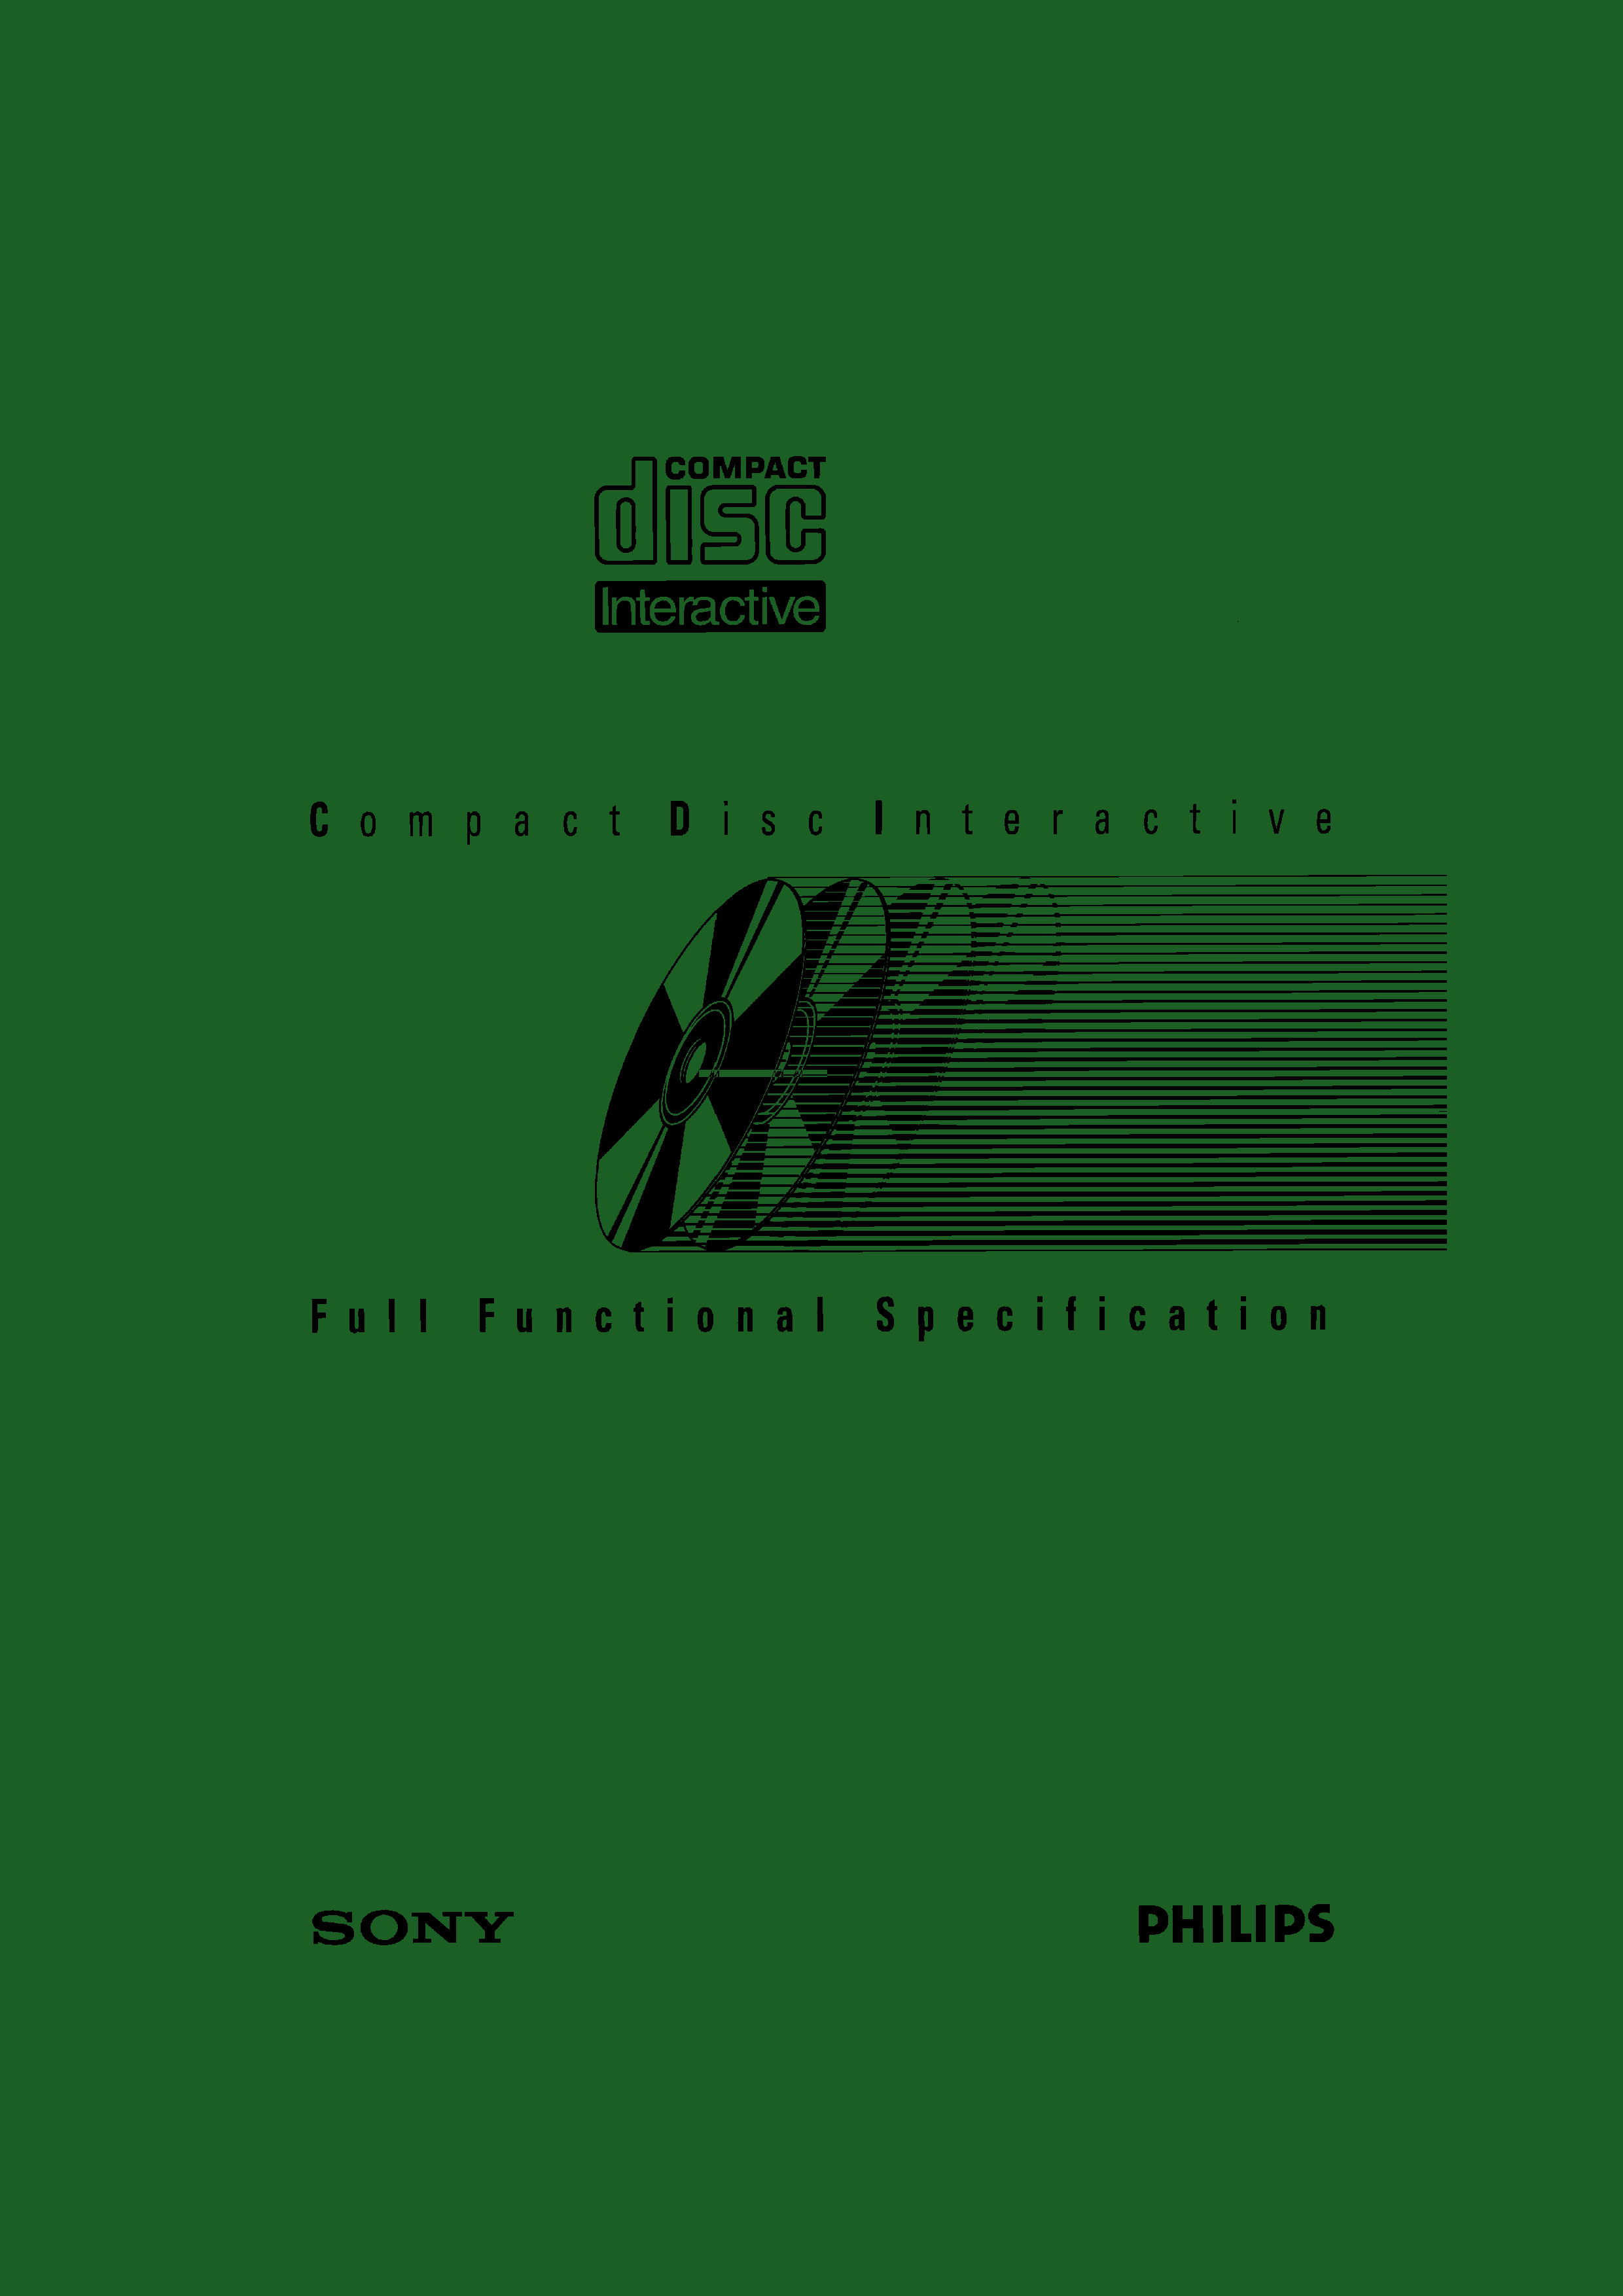 COMPACT
disc
Interactive
Compact Disc Interactive
Full Functional Specification
SONY
PHILIPS